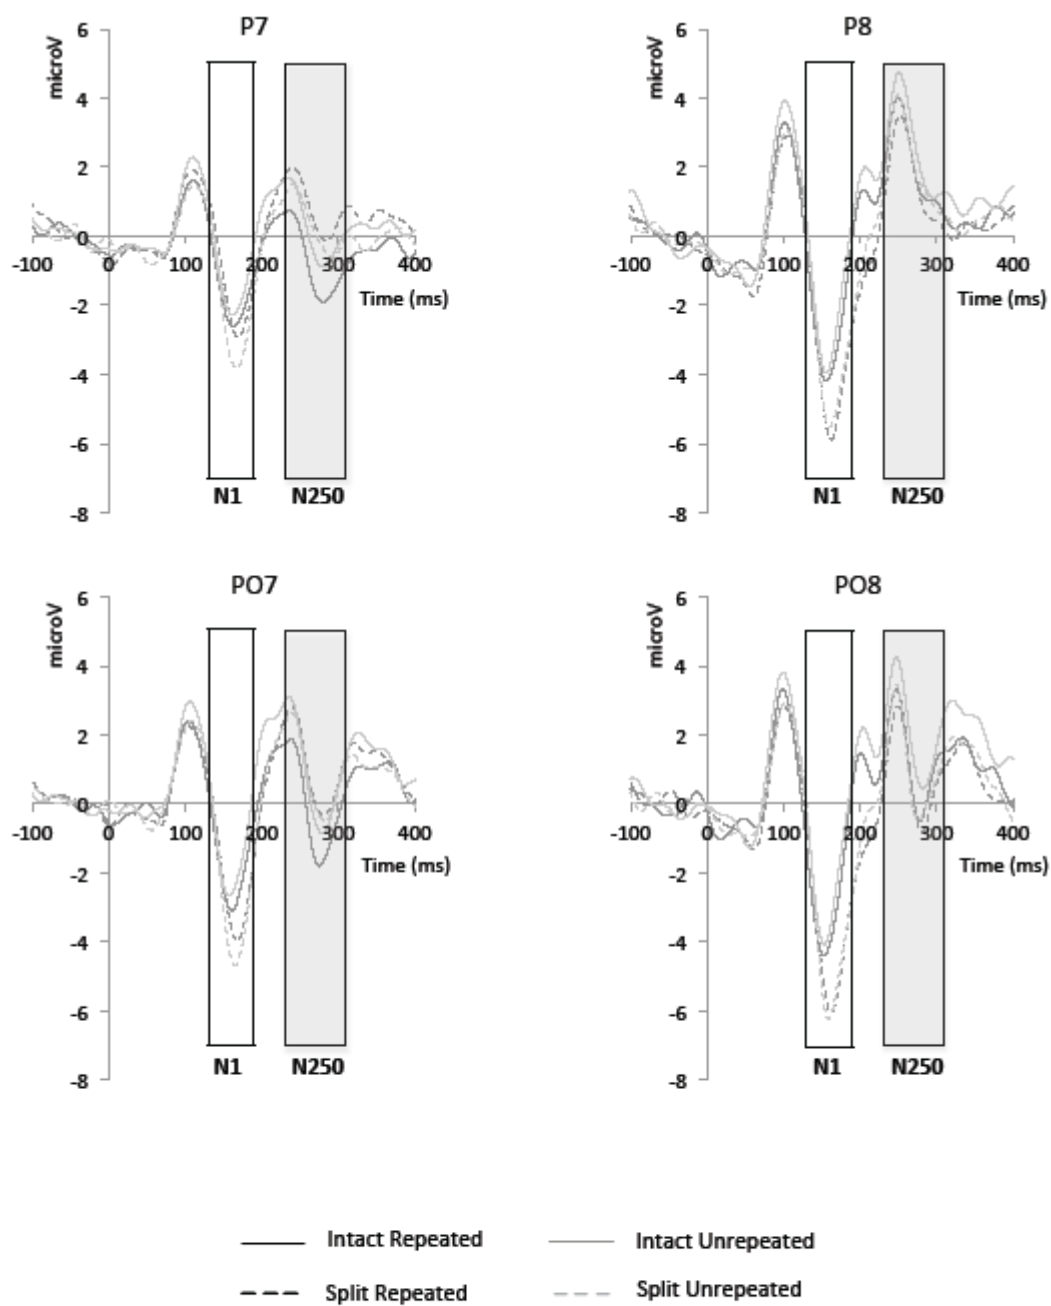 P7
microV
6
4
2
0
-2
-4
-6
-8
-100
0
100
200
300
400
Time (ms)
N1
N250
P8
microV
6
4
2
0
-2
-4
-6
-8
-100
0
100
200
300
400
Time (ms)
N1
N250
PO7
microV
6
4
2
0
-2
-4
-6
-8
-100
0
100
200
300
400
Time (ms)
N1
N250
PO8
microV
6
4
2
0
-2
-4
-6
-8
-100
0
100
200
300
400
Time (ms)
N1
N250
Intact Repeated
Intact Unrepeated
Split Repeated
Split Unrepeated